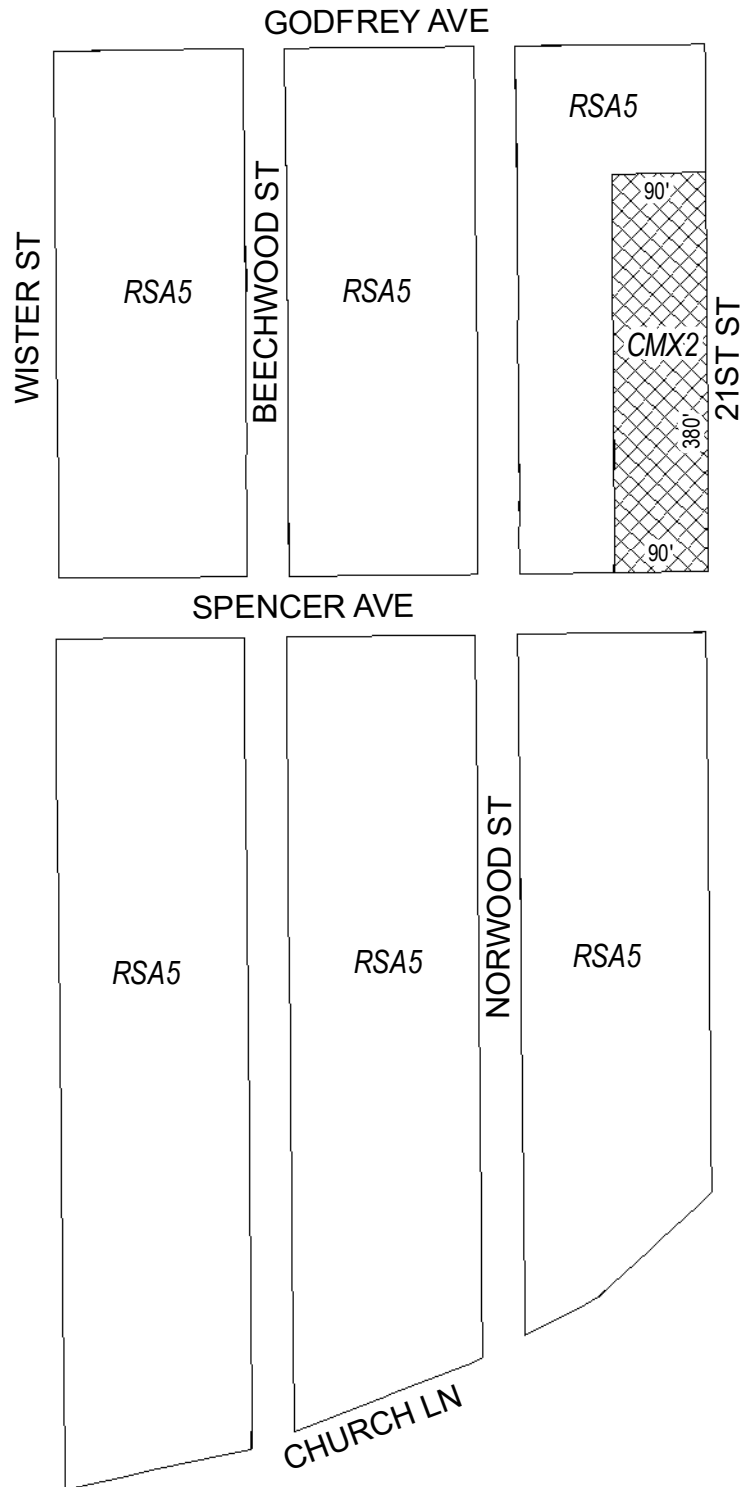 GODFREY AVE
RSA5
90'
WISTER ST
RSA5
BEECHWOOD ST
RSA5
CMX2
21ST ST
380'
90'
SPENCER AVE
RSA5
RSA5
NORWOOD ST
RSA5
CHURCH LN